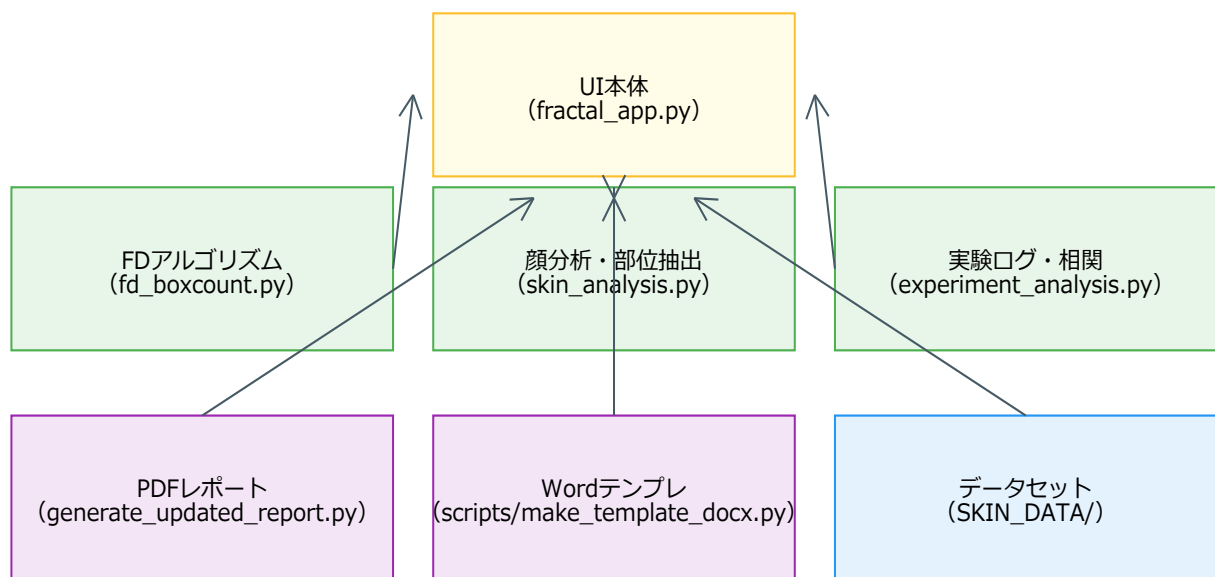 UI本体
（fractal_app.py）
FDアルゴリズム
（fd_boxcount.py）
顔分析・部位抽出
（skin_analysis.py）
実験ログ・相関
（experiment_analysis.py）
PDFレポート
（generate_updated_report.py）
Wordテンプレ
（scripts/make_template_docx.py）
データセット
（SKIN_DATA/）